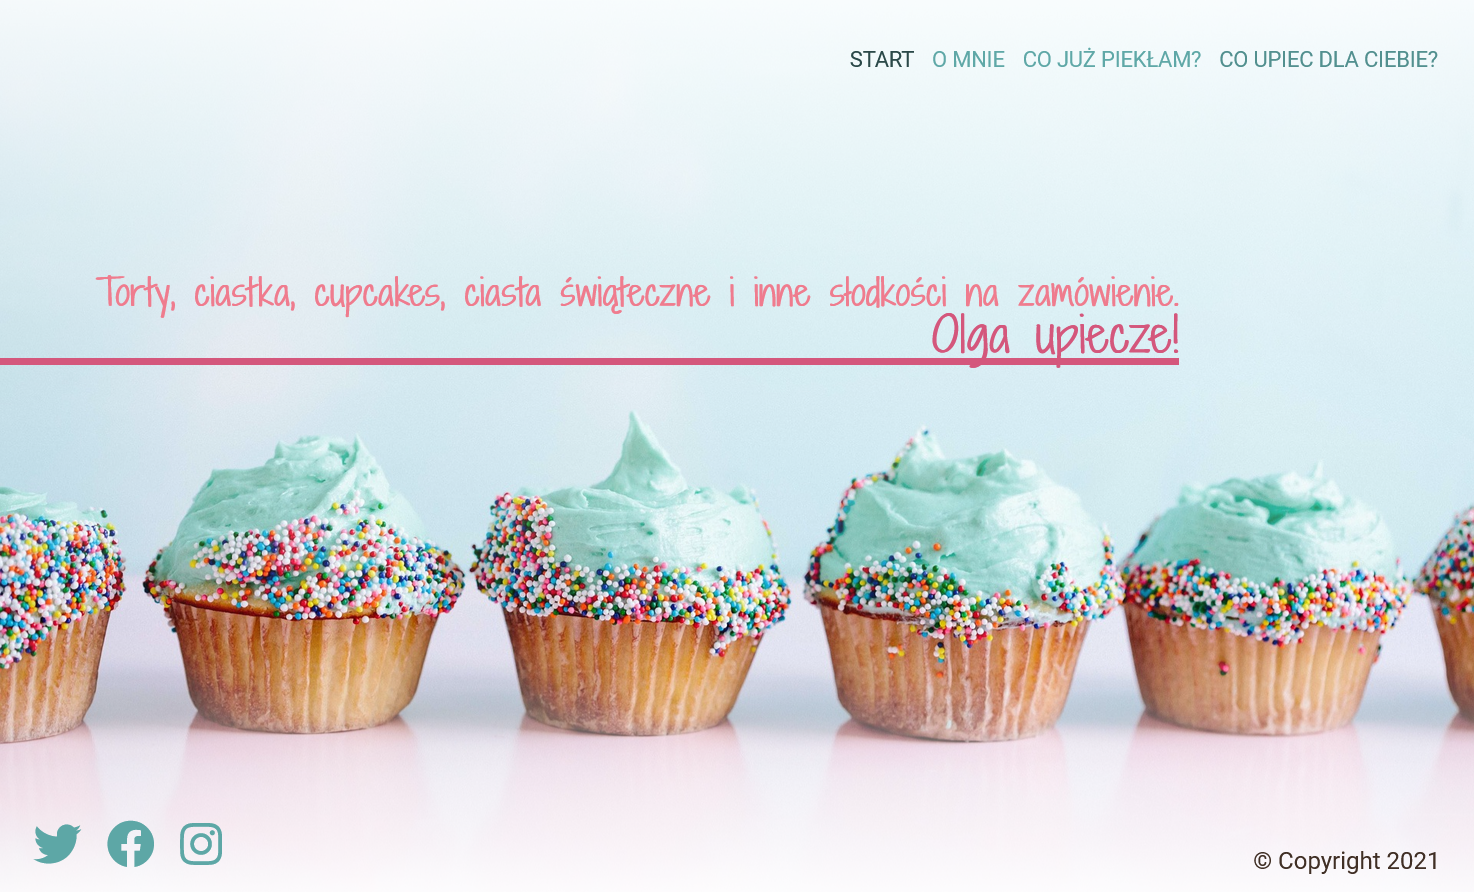 START O MNIE CO JUŻ PIEKŁAM? CO UPIEC DLA CIEBIE?
Torty, ciastka, cupcakes, ciasta świąteczne i inne słodkości na zamówienie.
Olga upiecze!
© Copyright 2021